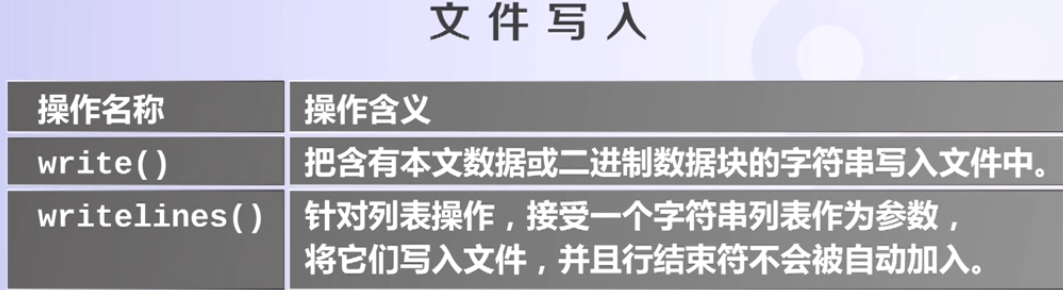 文件写入
操作名称
操作含义
write()
把含有本文数据或二进制数据块的字符串写入文件中。
writelines()
针对列表操作，接受一个字符串列表作为参数，
将它们写入文件，并且行结束符不会被自动加入。